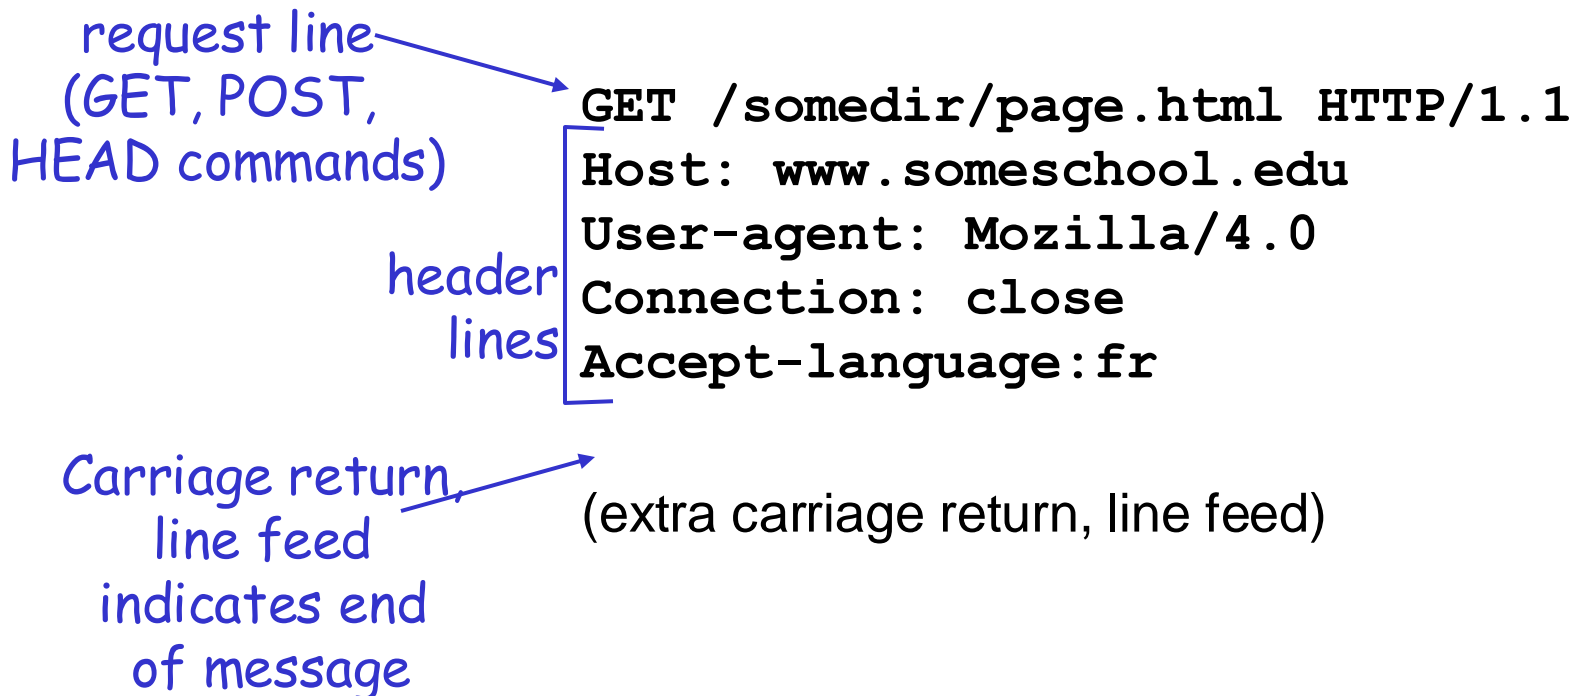 request line
(GET, POST,
HEAD commands)
GET /somedir/page.html HTTP/1.1
Host: www.someschool.edu
User-agent: Mozilla/4.0
Connection: close
Accept-language:fr
header
lines
Carriage return,
line feed
indicates end
of message
(extra carriage return, line feed)